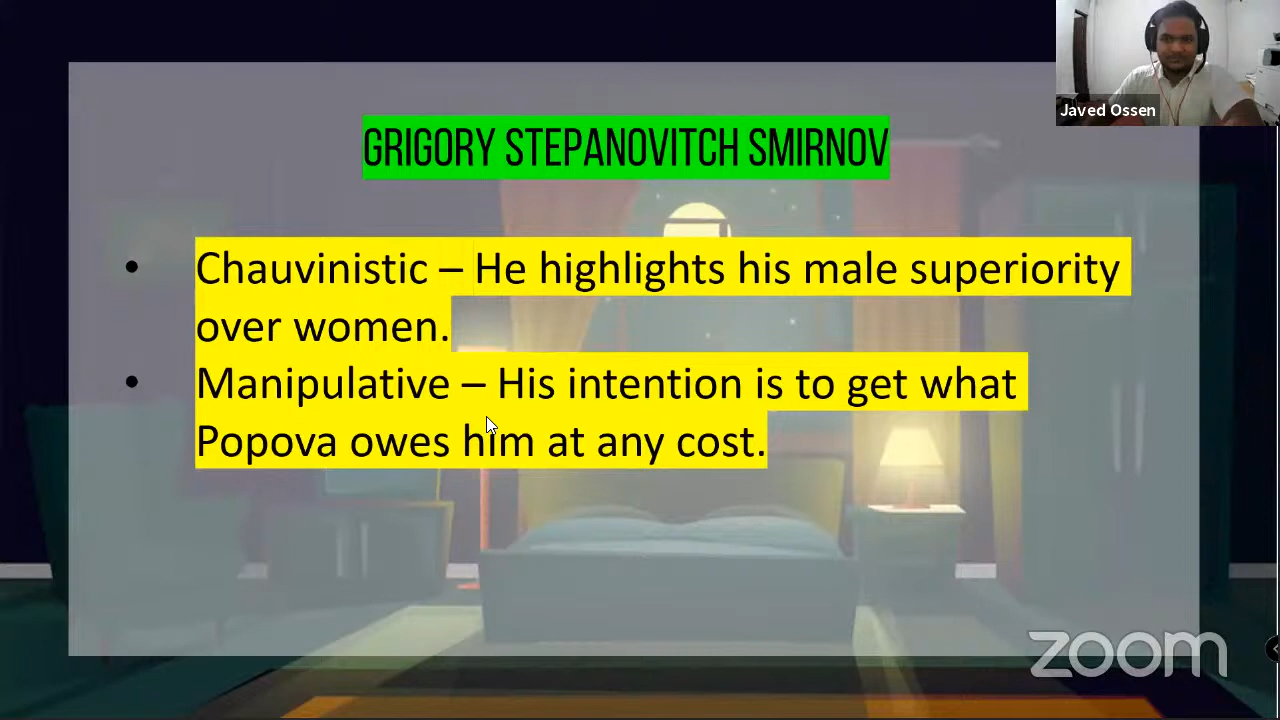 Javed Ossen
GRIGORY STEPANOVITCH SMIRNOV
• Chauvinistic – He highlights his male superiority
over women.
• Manipulative – His intention is to get what
Popova owes him at any cost.
zoom